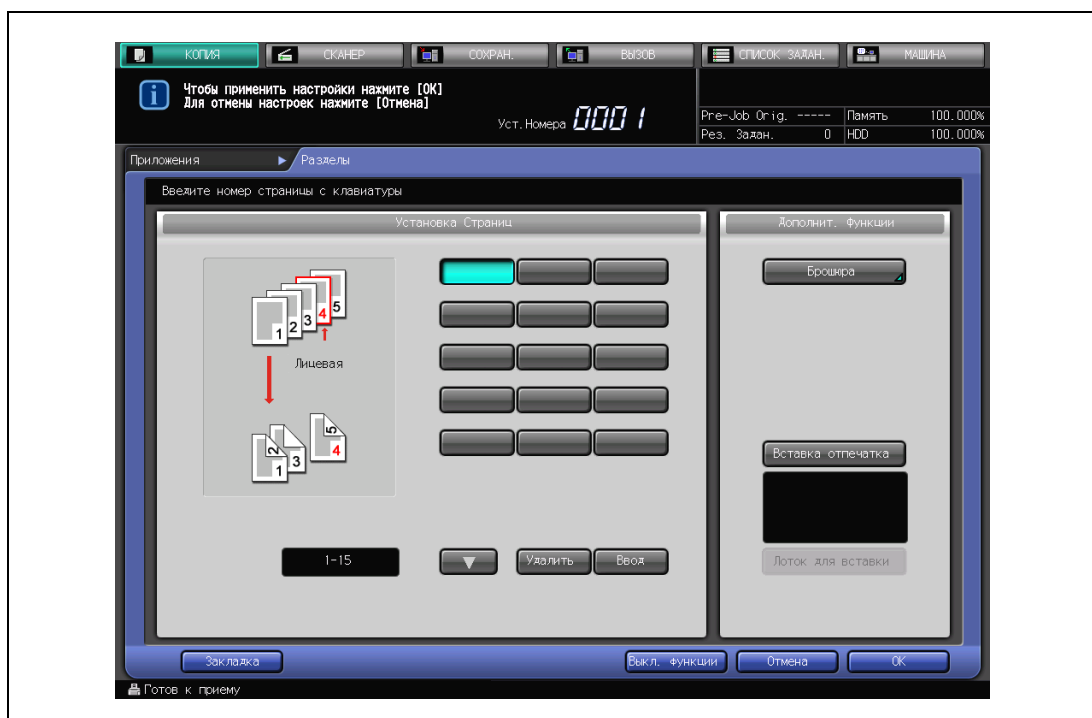 КОПИЯ
СКАНЕР
СОХРАН.
ВЫЗОВ
СПИСОК ЗАДАН.
МАШИНА
Чтобы применить настройки нажмите [OK]
Для отмены настроек нажмите [Отмена]
Уст. Номера 0001
Pre-Job Orig. ----- Память 100.000%
Рез. Задан. 0 HDD 100.000%
Приложения Разделы
Введите номер страницы с клавиатуры
Установка Страниц
Дополнит. Функции
Брошюра
5
4
3
2
1
Лицевая
5
4
2
3
1
Вставка отпечатка
1-15
Удалить
Ввод
Лоток для вставки
Закладка
Выкл. функции
Отмена
OK
Готов к приему